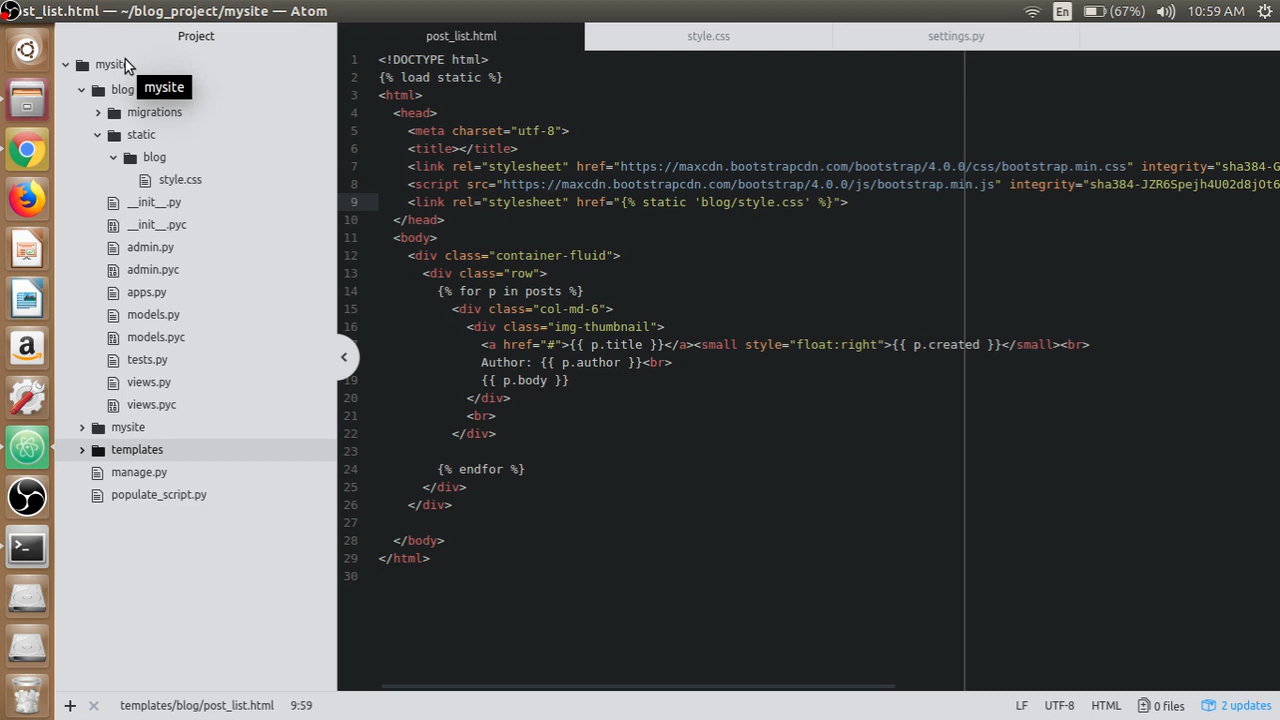 st_list.html — ~/blog_project/mysite — Atom
En
(67%)
10:59 AM
Project
mysite
mysite
blog
migrations
static
blog
style.css
__init__.py
__init__.pyc
admin.py
admin.pyc
apps.py
models.py
models.pyc
tests.py
views.py
views.pyc
mysite
templates
manage.py
populate_script.py
post_list.html
style.css
settings.py
1 <!DOCTYPE html>
2 {% load static %}
3 <html>
4 <head>
5 <meta charset="utf-8">
6 <title></title>
7 <link rel="stylesheet" href="https://maxcdn.bootstrapcdn.com/bootstrap/4.0.0/css/bootstrap.min.css" integrity="sha384-G
8 <script src="https://maxcdn.bootstrapcdn.com/bootstrap/4.0.0/js/bootstrap.min.js" integrity="sha384-JZR6Spejh4U02d8jOt6
9 <link rel="stylesheet" href="{% static 'blog/style.css' %}">
10 </head>
11 <body>
12 <div class="container-fluid">
13 <div class="row">
14 {% for p in posts %}
15 <div class="col-md-6">
16 <div class="img-thumbnail">
<a href="#">{{ p.title }}</a><small style="float:right">{{ p.created }}</small><br>
Author: {{ p.author }}<br>
19 {{ p.body }}
20 </div>
21 <br>
22 </div>
23
24 {% endfor %}
25 </div>
26 </div>
27
28 </body>
29 </html>
30
templates/blog/post_list.html 9:59
LF UTF-8 HTML 0 files 2 updates